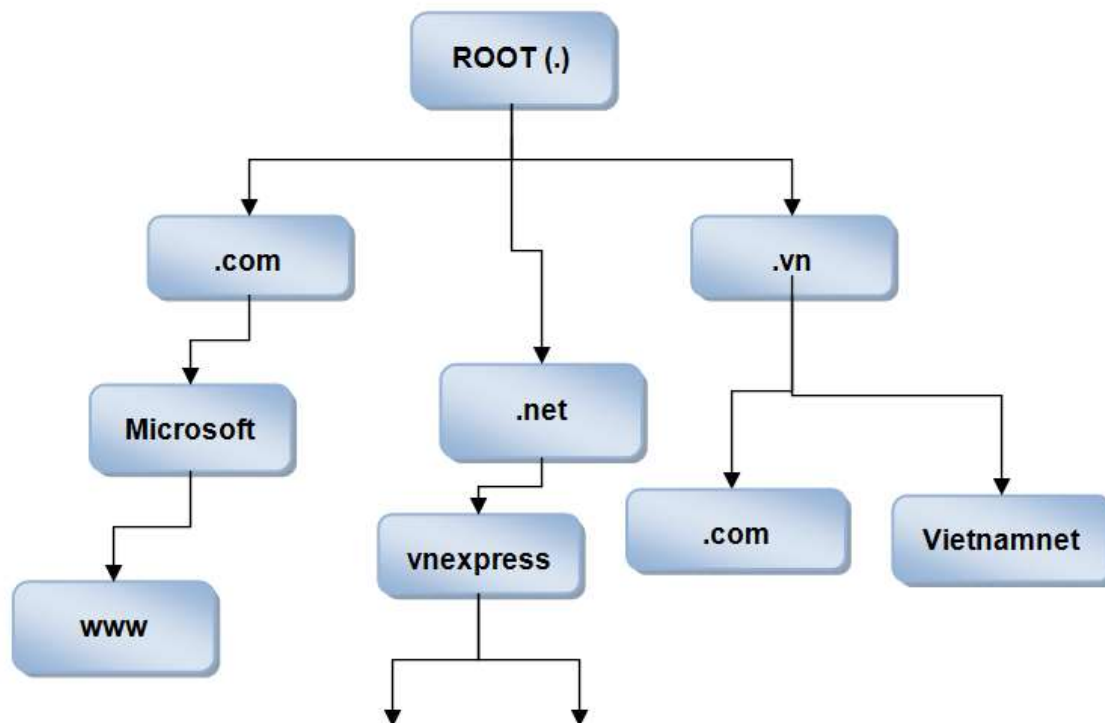 ROOT (.)
.com
.vn
Microsoft
.net
.com
Vietnamnet
vnexpress
www